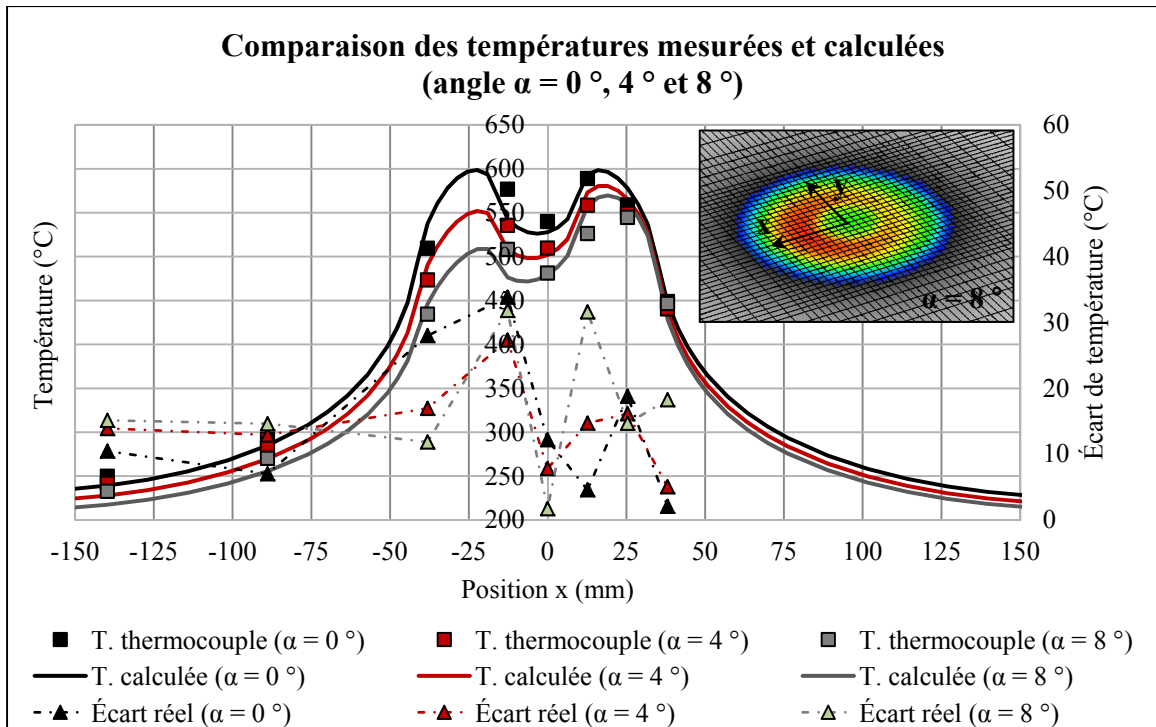 Comparaison des températures mesurées et calculées
(angle α = 0 °, 4 ° et 8 °)
Température (°C)
650
600
550
500
450
400
350
300
250
200
60
50
40
30
20
10
0
Écart de température (°C)
y
x
α = 8 °
-150 -125 -100 -75 -50 -25 0 25 50 75 100 125 150
Position x (mm)
T. thermocouple (α = 0 °) T. thermocouple (α = 4 °) T. thermocouple (α = 8 °)
T. calculée (α = 0 °) T. calculée (α = 4 °) T. calculée (α = 8 °)
Écart réel (α = 0 °) Écart réel (α = 4 °) Écart réel (α = 8 °)